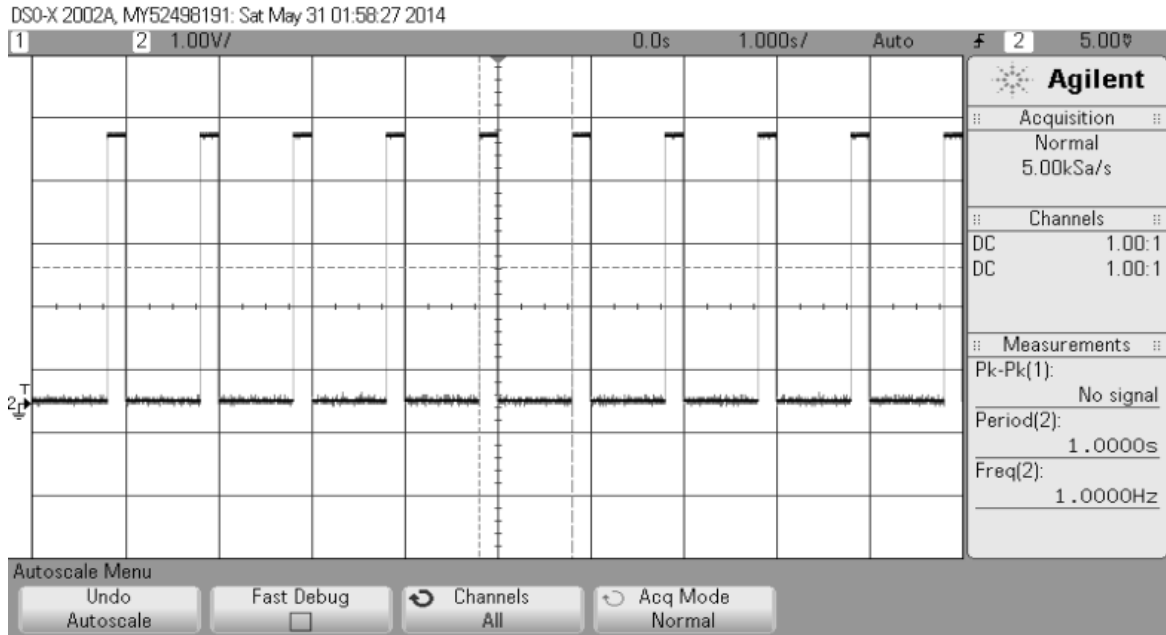 DSO-X 2002A, MY52498191: Sat May 31 01:58:27 2014
1 2 1.00V/ 0.0s 1.000s/ Auto 2 5.00V
Agilent
Acquisition
Normal
5.00kSa/s
Channels
DC 1.00:1
DC 1.00:1
Measurements
Pk-Pk(1):
No signal
Period(2):
1.0000s
Freq(2):
1.0000Hz
T
2
Autoscale Menu
Undo Autoscale
Fast Debug
Channels All
Acq Mode Normal